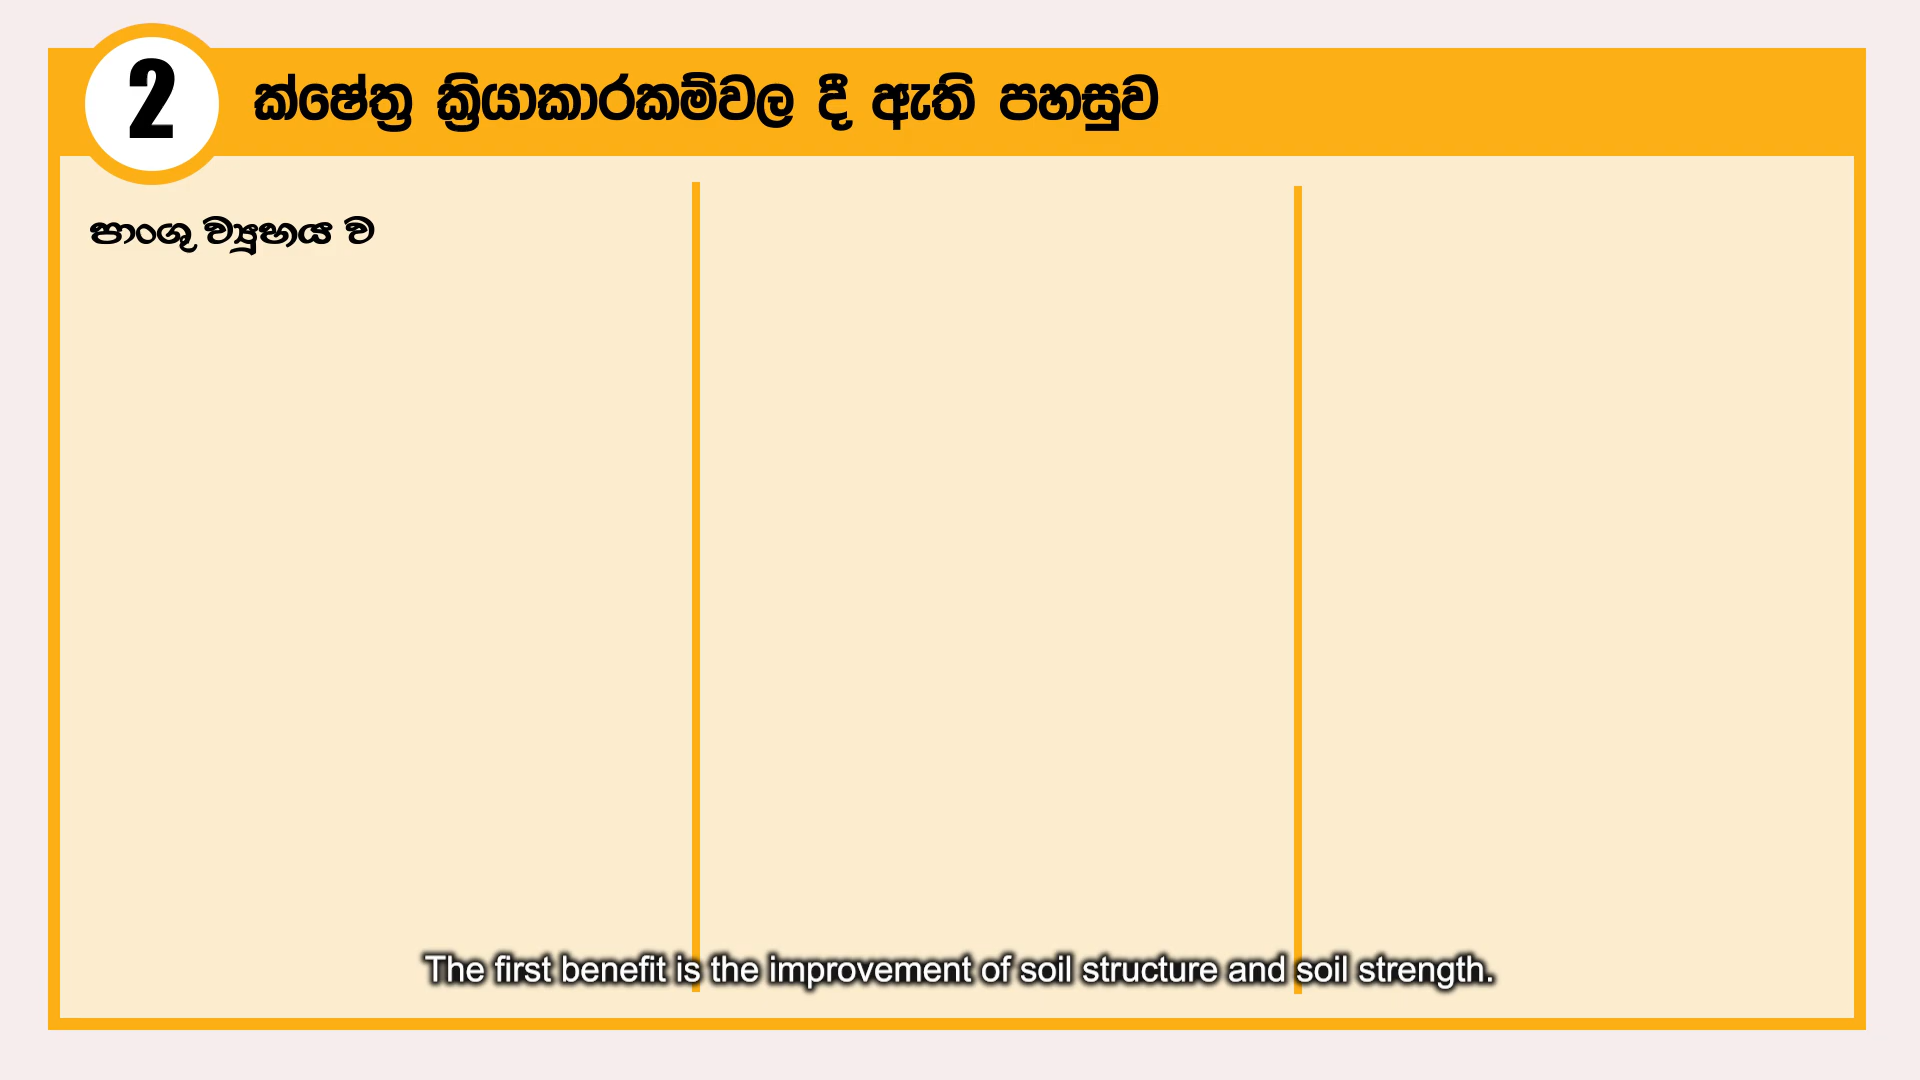 2
ක්ෂේත්‍ර ක්‍රියාකාරකම්වල දී ඇති පහසුව
පාංශු ව්‍යුහය ව
The first benefit is the improvement of soil structure and soil strength.